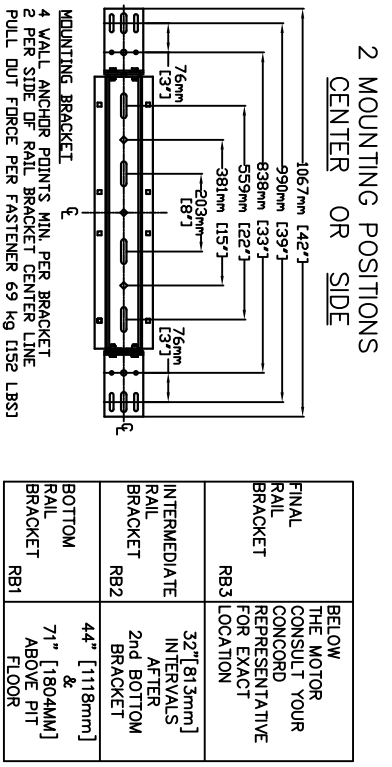 2 MOUNTING POSITIONS
CENTER OR SIDE
1067mm [42"]
990mm [39"]
838mm [33"]
559mm [22"]
381mm [15"]
203mm
[8"]
76mm
[3"]
76mm
[3"]
CL
CL
MOUNTING BRACKET
4 WALL ANCHOR POINTS MIN. PER BRACKET
2 PER SIDE OF RAIL BRACKET CENTER LINE
PULL OUT FORCE PER FASTENER 69 kg [152 LBS]
FINAL
RAIL
BRACKET
RB3
BELOW
THE MOTOR
CONSULT YOUR
CONCORD
REPRESENTATIVE
FOR EXACT
LOCATION
INTERMEDIATE
RAIL
BRACKET
RB2
32"[813mm]
INTERVALS
AFTER
2nd BOTTOM
BRACKET
BOTTOM
RAIL
BRACKET
RB1
44" [1118mm]
&
71" [1804MM]
ABOVE PIT
FLOOR